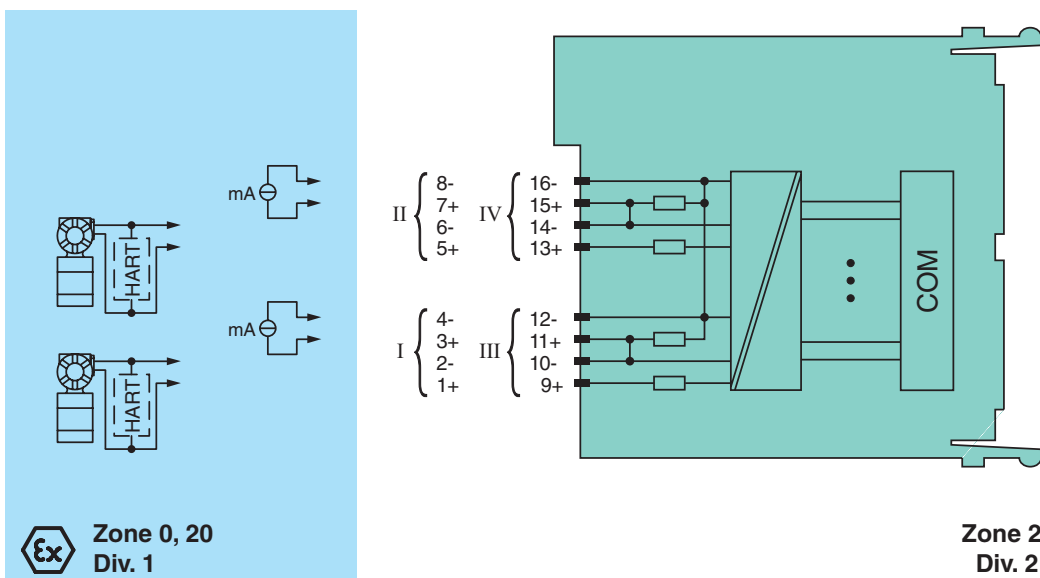 mA
HART
mA
HART
II
8-
7+
6-
5+
IV
16-
15+
14-
13+
I
4-
3+
2-
1+
III
12-
11+
10-
9+
COM
Ex
Zone 0, 20
Div. 1
Zone 2
Div. 2